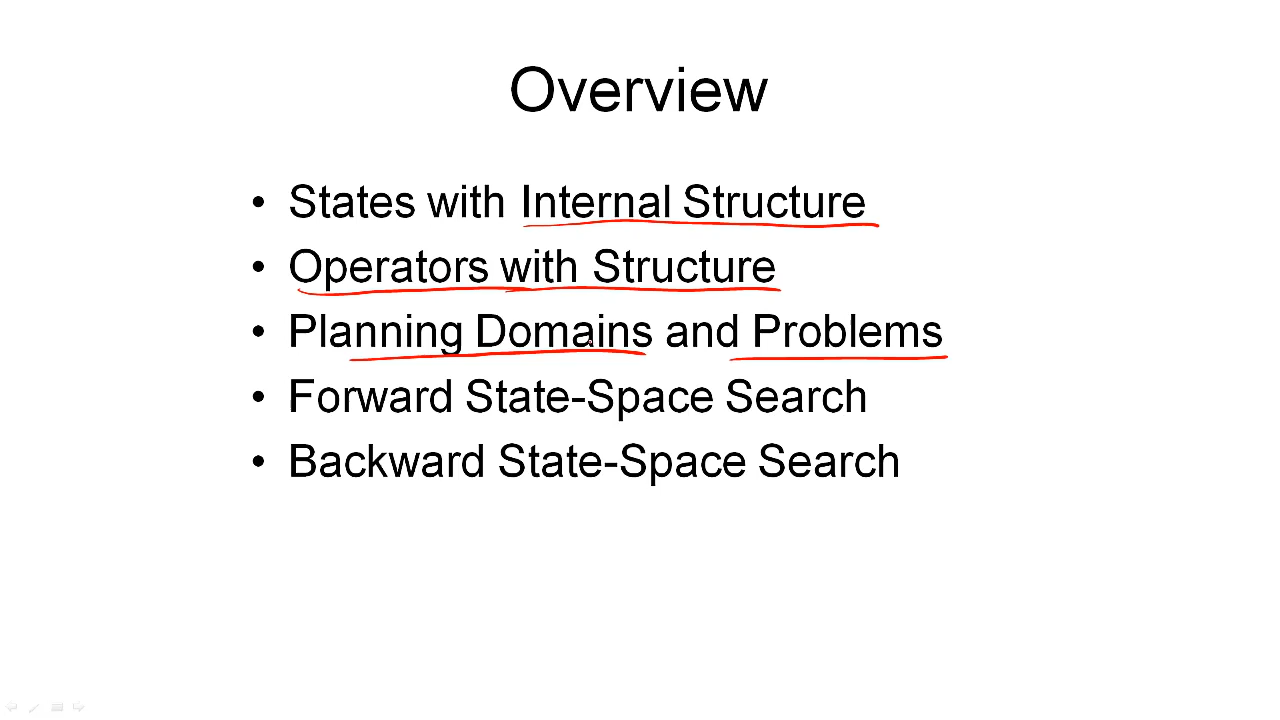 Overview
• States with Internal Structure
• Operators with Structure
• Planning Domains and Problems
• Forward State-Space Search
• Backward State-Space Search